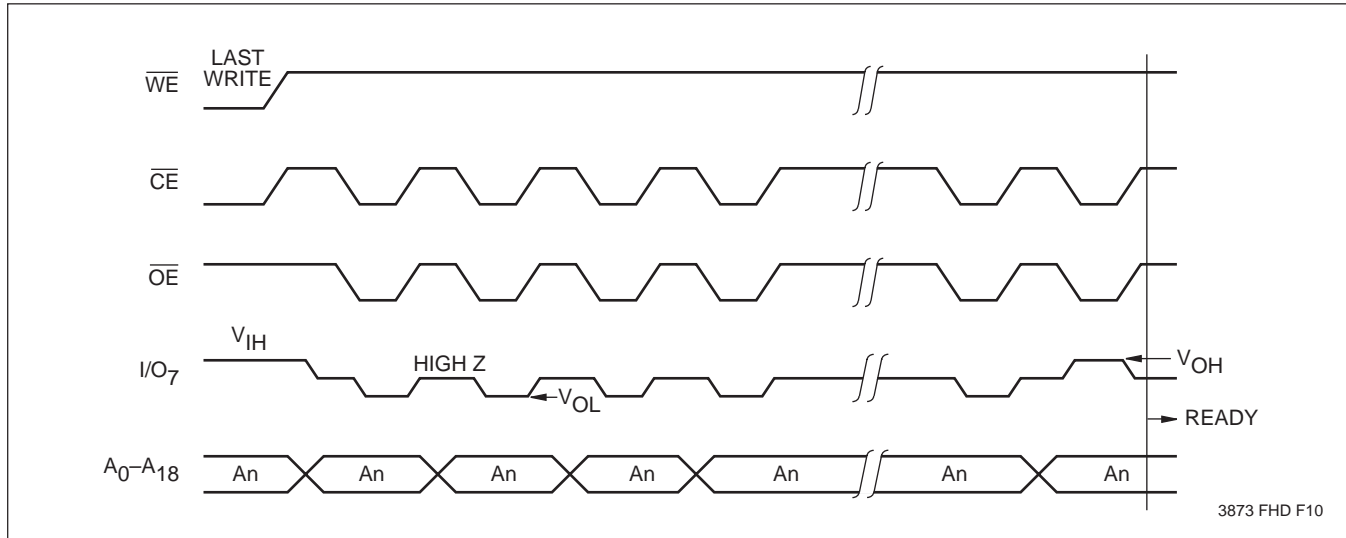 LAST
WRITE
WE
CE
OE
VIH
I/O7
HIGH Z
VOL
VOH
READY
A0–A18
An An An An An An An
3873 FHD F10